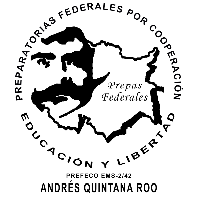 PREPARATORIAS FEDERALES POR COOPERACIÓN
Prepas
Federales
EDUCACIÓN Y LIBERTAD
PREFECO EMS-2/42
ANDRÉS QUINTANA ROO